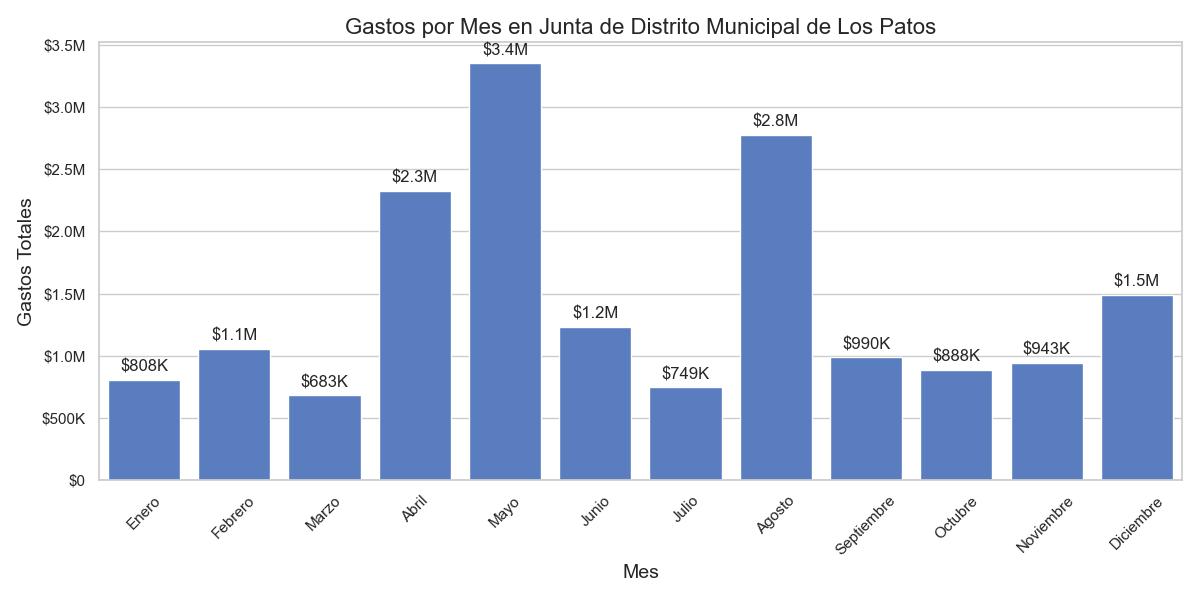 Gastos por Mes en Junta de Distrito Municipal de Los Patos
Gastos Totales
$3.5M
$3.0M
$2.5M
$2.0M
$1.5M
$1.0M
$500K
$0
$808K
$1.1M
$683K
$2.3M
$3.4M
$1.2M
$749K
$2.8M
$990K
$888K
$943K
$1.5M
Enero
Febrero
Marzo
Abril
Mayo
Junio
Julio
Agosto
Septiembre
Octubre
Noviembre
Diciembre
Mes